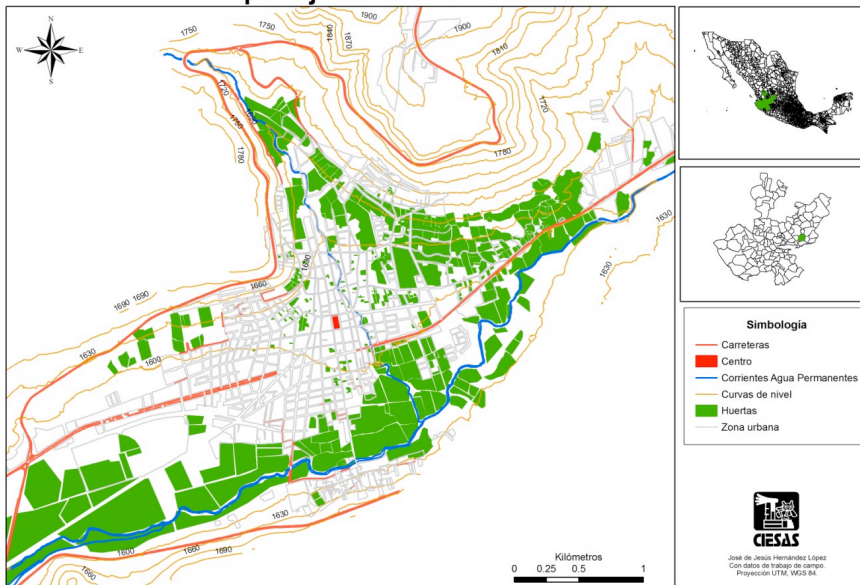 N
W E
S
1750
1750
1840
1870
1900
1900
1810
1720
1720
1750
1780
1690
1780
1630
1630
1690 1690
1660
1690
1630
1600
1630
1600
1660
1690
1660
Kilómetros
0 0.25 0.5 1
Simbología
Carreteras
Centro
Corrientes Agua Permanentes
Curvas de nivel
Huertas
Zona urbana
CIESAS
José de Jesús Hernández López
Con datos de trabajo de campo.
Proyección UTM, WGS 84.